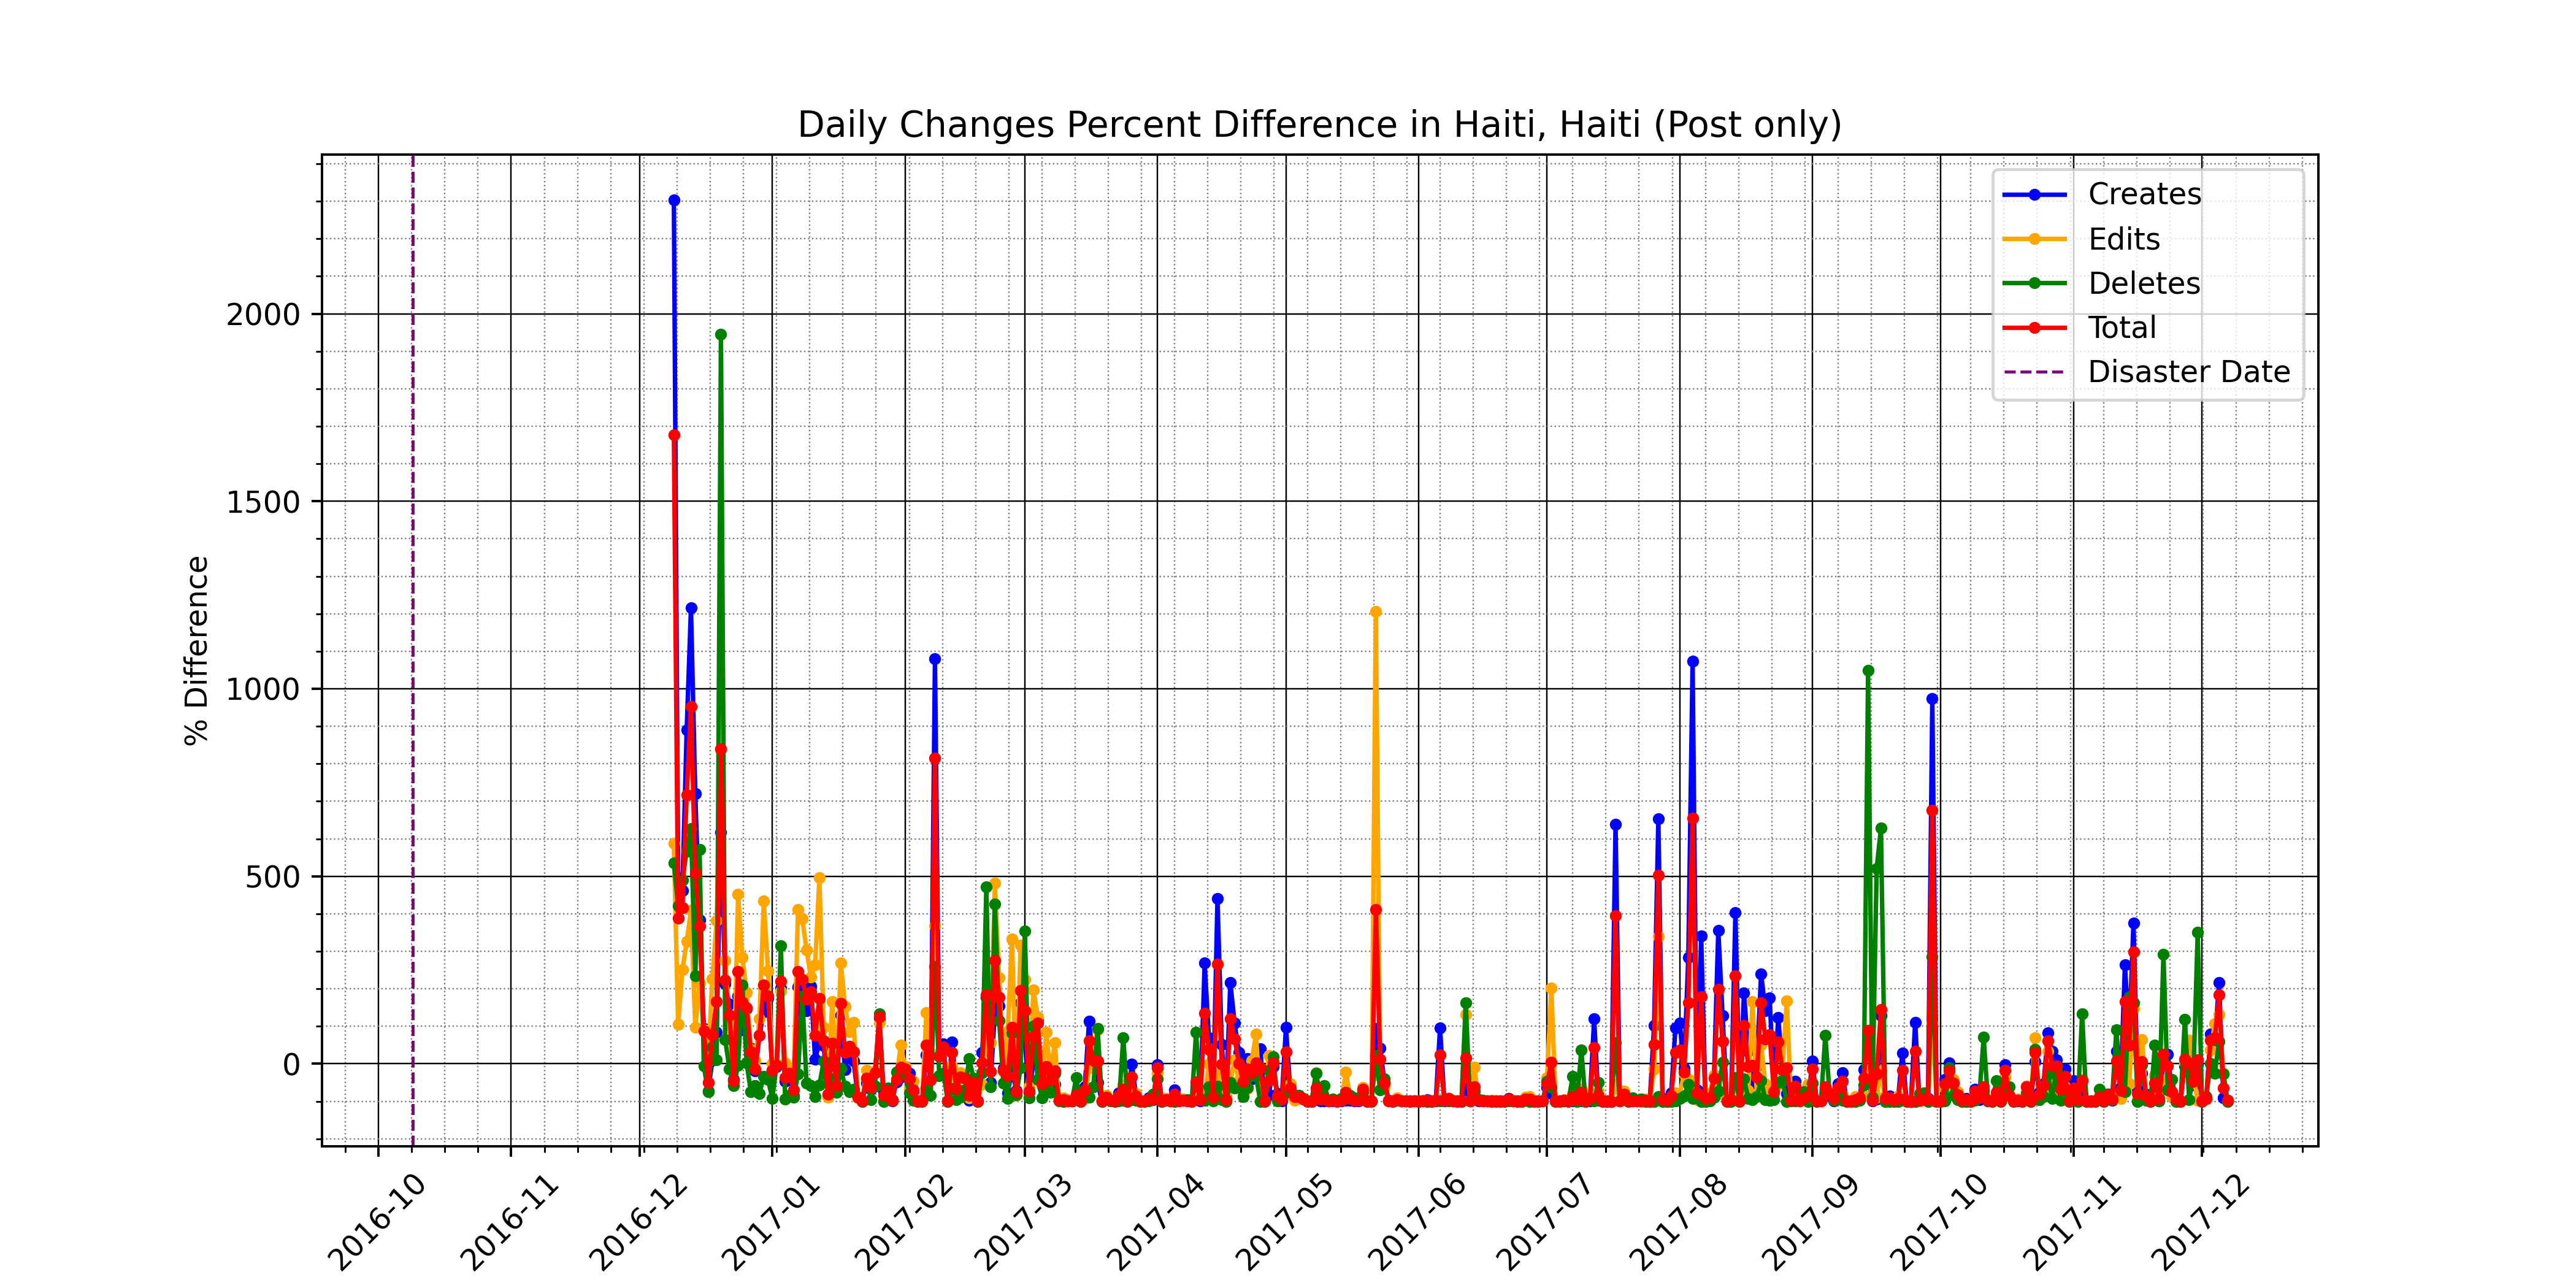 Daily Changes Percent Difference in Haiti, Haiti (Post only)
% Difference
2000
1500
1000
500
0
Creates
Edits
Deletes
Total
Disaster Date
2016-10
2016-11
2016-12
2017-01
2017-02
2017-03
2017-04
2017-05
2017-06
2017-07
2017-08
2017-09
2017-10
2017-11
2017-12